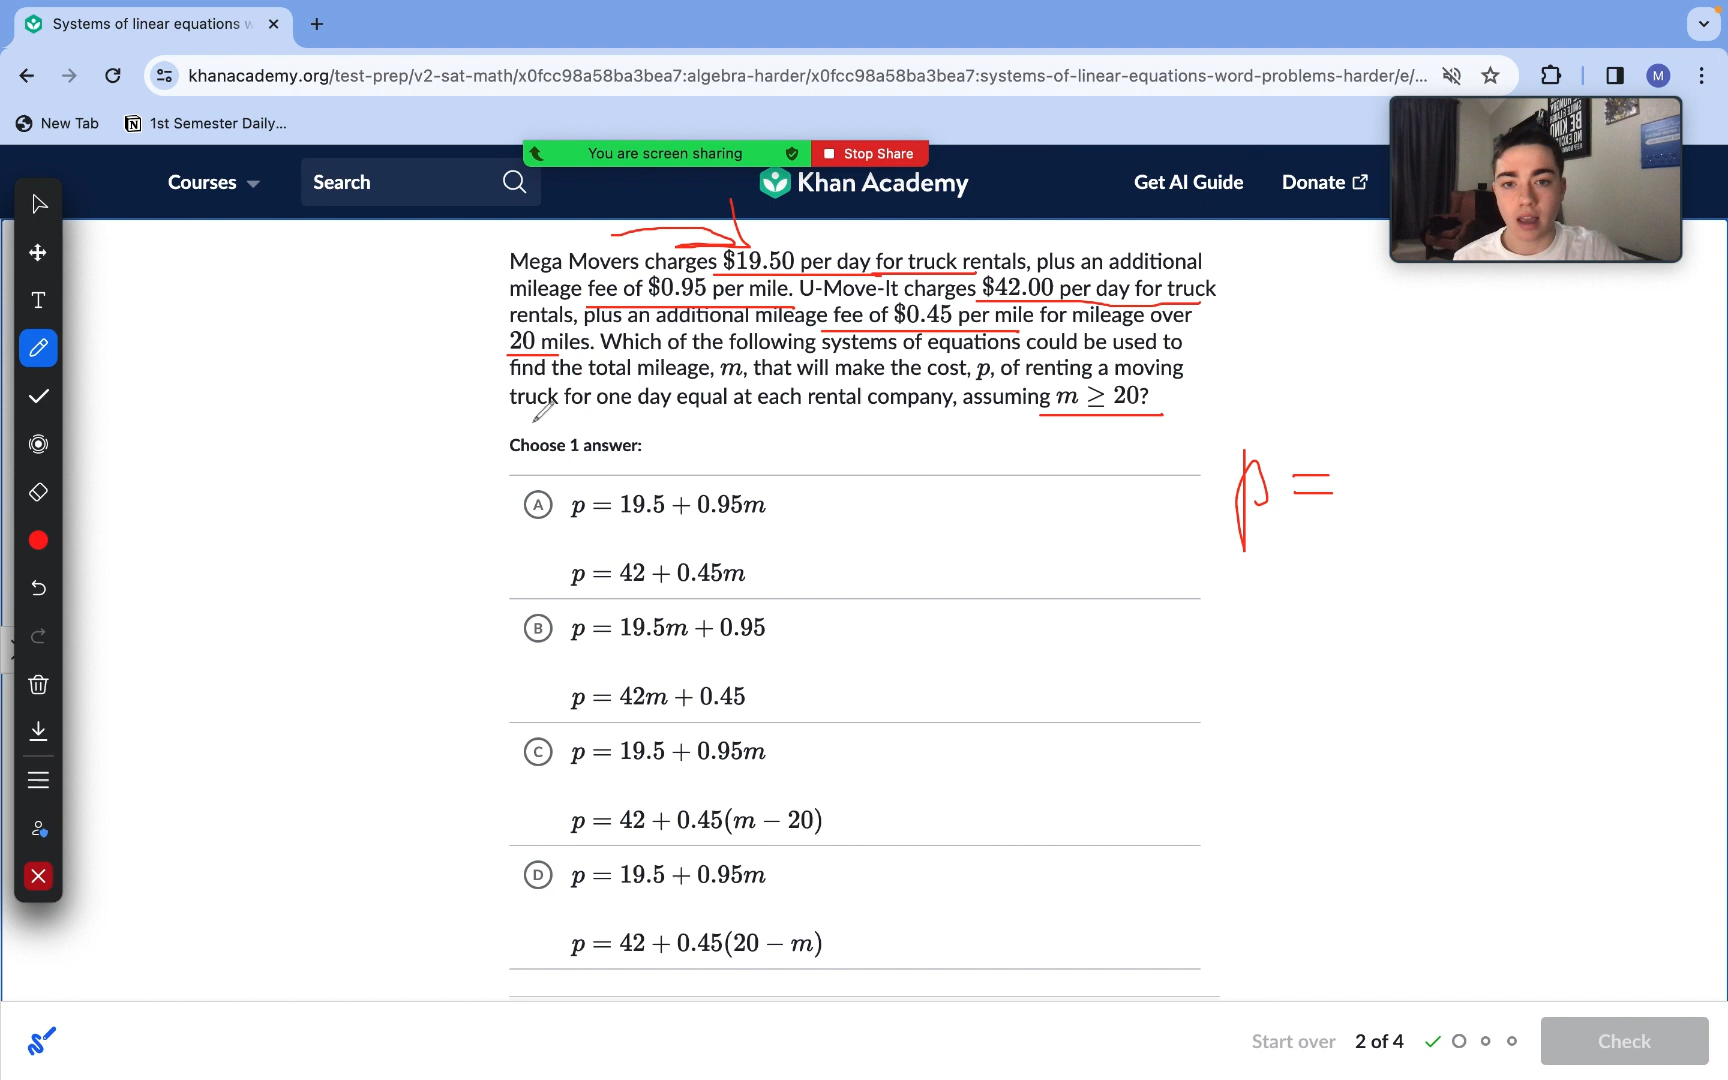 Systems of linear equations w
khanacademy.org/test-prep/v2-sat-math/x0fcc98a58ba3bea7:algebra-harder/x0fcc98a58ba3bea7:systems-of-linear-equations-word-problems-harder/e/...
M
New Tab
1st Semester Daily...
You are screen sharing
Stop Share
Courses
Search
Khan Academy
Get AI Guide
Donate
BE KIND
Mega Movers charges $19.50 per day for truck rentals, plus an additional
mileage fee of $0.95 per mile. U-Move-It charges $42.00 per day for truck
rentals, plus an additional mileage fee of $0.45 per mile for mileage over
20 miles. Which of the following systems of equations could be used to
find the total mileage, m, that will make the cost, p, of renting a moving
truck for one day equal at each rental company, assuming m ≥ 20?
Choose 1 answer:
p =
A p = 19.5 + 0.95m
p = 42 + 0.45m
B p = 19.5m + 0.95
p = 42m + 0.45
C p = 19.5 + 0.95m
p = 42 + 0.45(m − 20)
D p = 19.5 + 0.95m
p = 42 + 0.45(20 − m)
Start over
2 of 4
Check